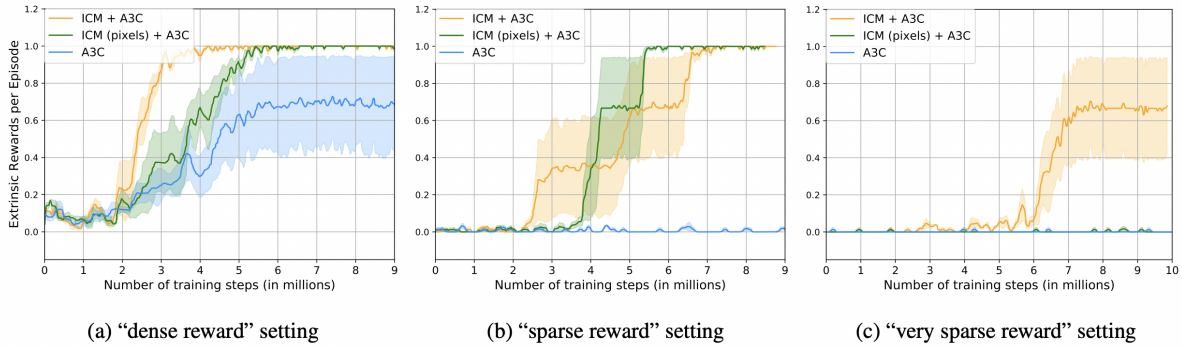 Extrinsic Rewards per Episode
1.2
1.0
0.8
0.6
0.4
0.2
0.0
ICM + A3C
ICM (pixels) + A3C
A3C
0 1 2 3 4 5 6 7 8 9
Number of training steps (in millions)
(a) “dense reward” setting
1.2
1.0
0.8
0.6
0.4
0.2
0.0
ICM + A3C
ICM (pixels) + A3C
A3C
0 1 2 3 4 5 6 7 8 9
Number of training steps (in millions)
(b) “sparse reward” setting
1.2
1.0
0.8
0.6
0.4
0.2
0.0
ICM + A3C
ICM (pixels) + A3C
A3C
0 1 2 3 4 5 6 7 8 9 10
Number of training steps (in millions)
(c) “very sparse reward” setting